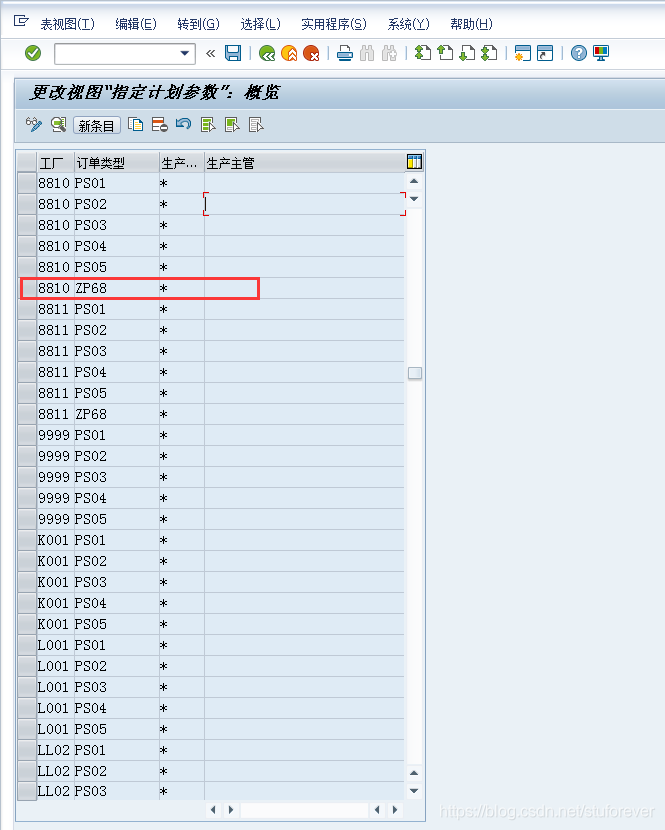 表视图(T) 编辑(E) 转到(G) 选择(L) 实用程序(S) 系统(Y) 帮助(H)
更改视图“指定计划参数”：概览
新条目
工厂 订单类型 生产... 生产主管
8810 PS01 *
8810 PS02 *
8810 PS03 *
8810 PS04 *
8810 PS05 *
8810 ZP68 *
8811 PS01 *
8811 PS02 *
8811 PS03 *
8811 PS04 *
8811 PS05 *
8811 ZP68 *
9999 PS01 *
9999 PS02 *
9999 PS03 *
9999 PS04 *
9999 PS05 *
K001 PS01 *
K001 PS02 *
K001 PS03 *
K001 PS04 *
K001 PS05 *
L001 PS01 *
L001 PS02 *
L001 PS03 *
L001 PS04 *
L001 PS05 *
LL02 PS01 *
LL02 PS02 *
LL02 PS03 *
https://blog.csdn.net/stuforever